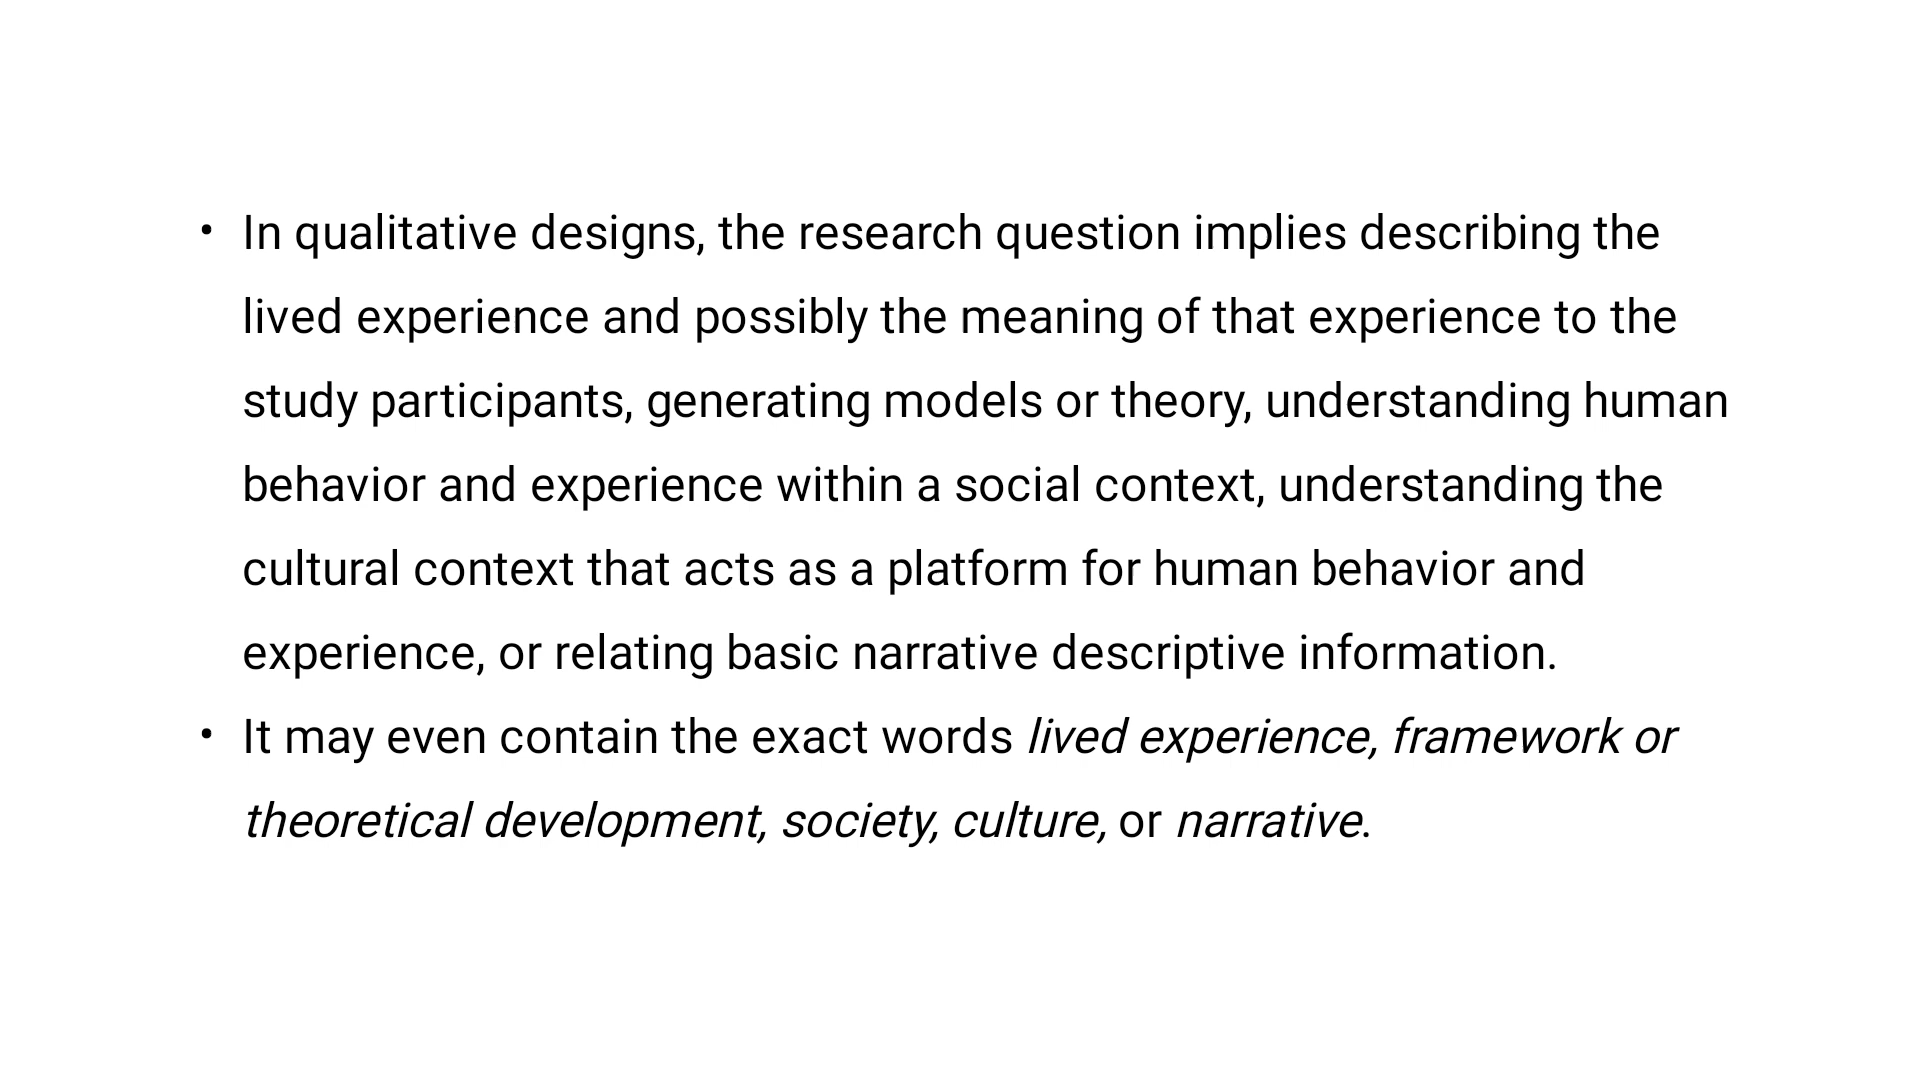 • In qualitative designs, the research question implies describing the
lived experience and possibly the meaning of that experience to the
study participants, generating models or theory, understanding human
behavior and experience within a social context, understanding the
cultural context that acts as a platform for human behavior and
experience, or relating basic narrative descriptive information.
• It may even contain the exact words lived experience, framework or
theoretical development, society, culture, or narrative.